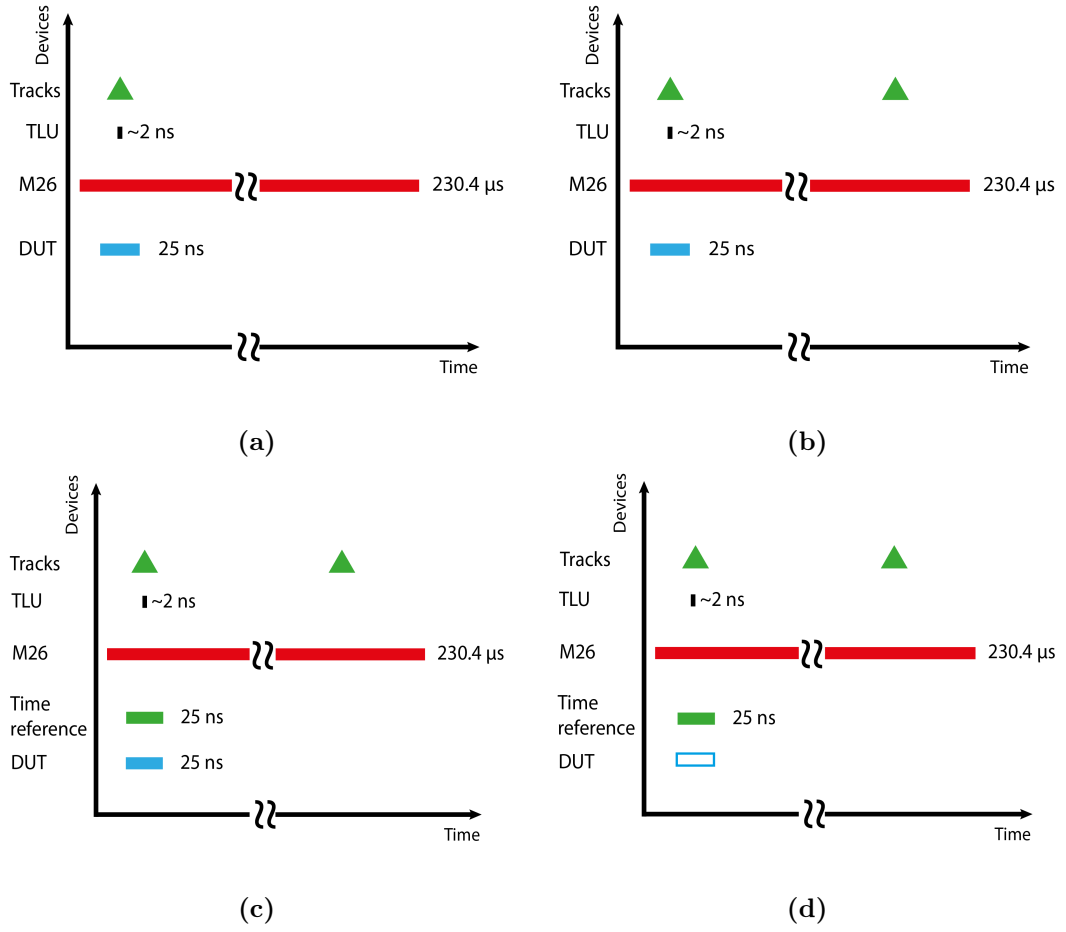 Devices
Tracks
TLU
~2 ns
M26
230.4 µs
DUT
25 ns
Time
(a)
Devices
Tracks
TLU
~2 ns
M26
230.4 µs
DUT
25 ns
Time
(b)
Devices
Tracks
TLU
~2 ns
M26
230.4 µs
Time
reference
25 ns
DUT
25 ns
Time
(c)
Devices
Tracks
TLU
~2 ns
M26
230.4 µs
Time
reference
25 ns
DUT
Time
(d)